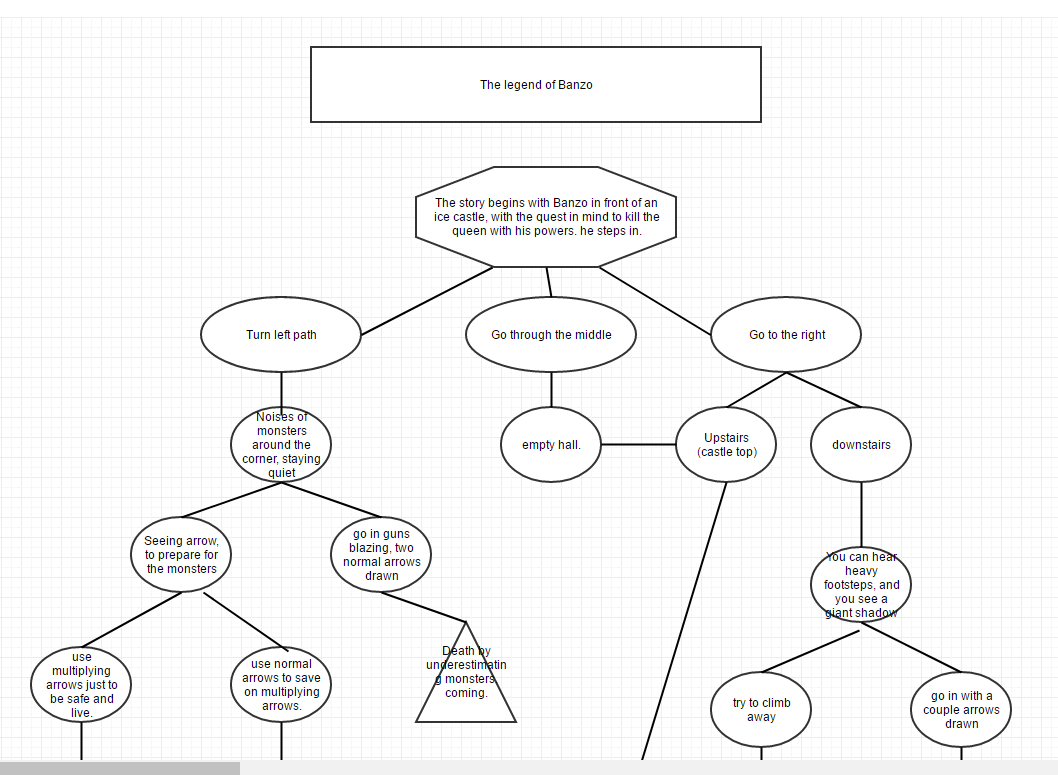 The legend of Banzo
The story begins with Banzo in front of an
ice castle, with the quest in mind to kill the
queen with his powers. he steps in.
Turn left path
Go through the middle
Go to the right
Noises of
monsters
around the
corner, staying
quiet
empty hall.
Upstairs
(castle top)
downstairs
Seeing arrow,
to prepare for
the monsters
go in guns
blazing, two
normal arrows
drawn
You can hear
heavy
footsteps, and
you see a
giant shadow
use
multiplying
arrows just to
be safe and
live.
use normal
arrows to save
on multiplying
arrows.
Death by
underestimatin
g monsters
coming.
try to climb
away
go in with a
couple arrows
drawn